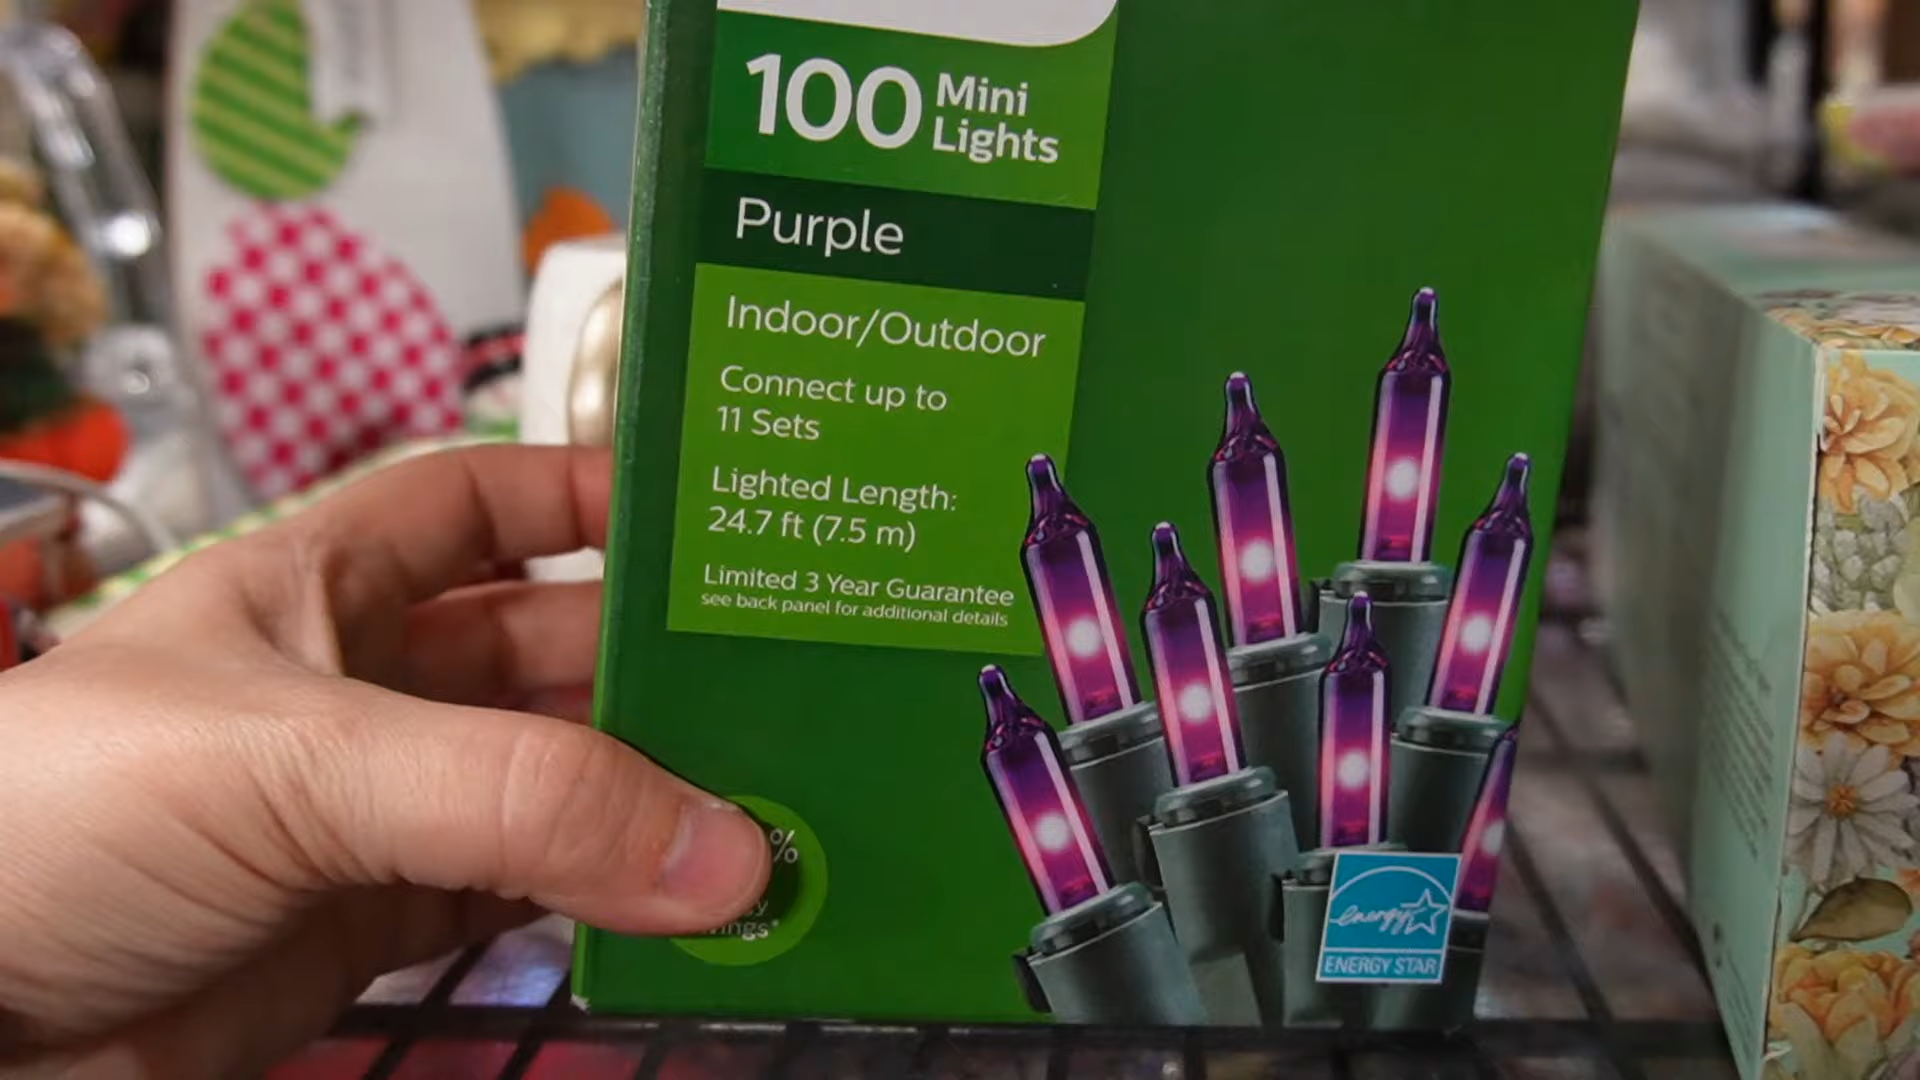 100 Mini
Lights
Purple
Indoor/Outdoor
Connect up to
11 Sets
Lighted Length:
24.7 ft (7.5 m)
Limited 3 Year Guarantee
see back panel for additional details
%
energy
ENERGY STAR